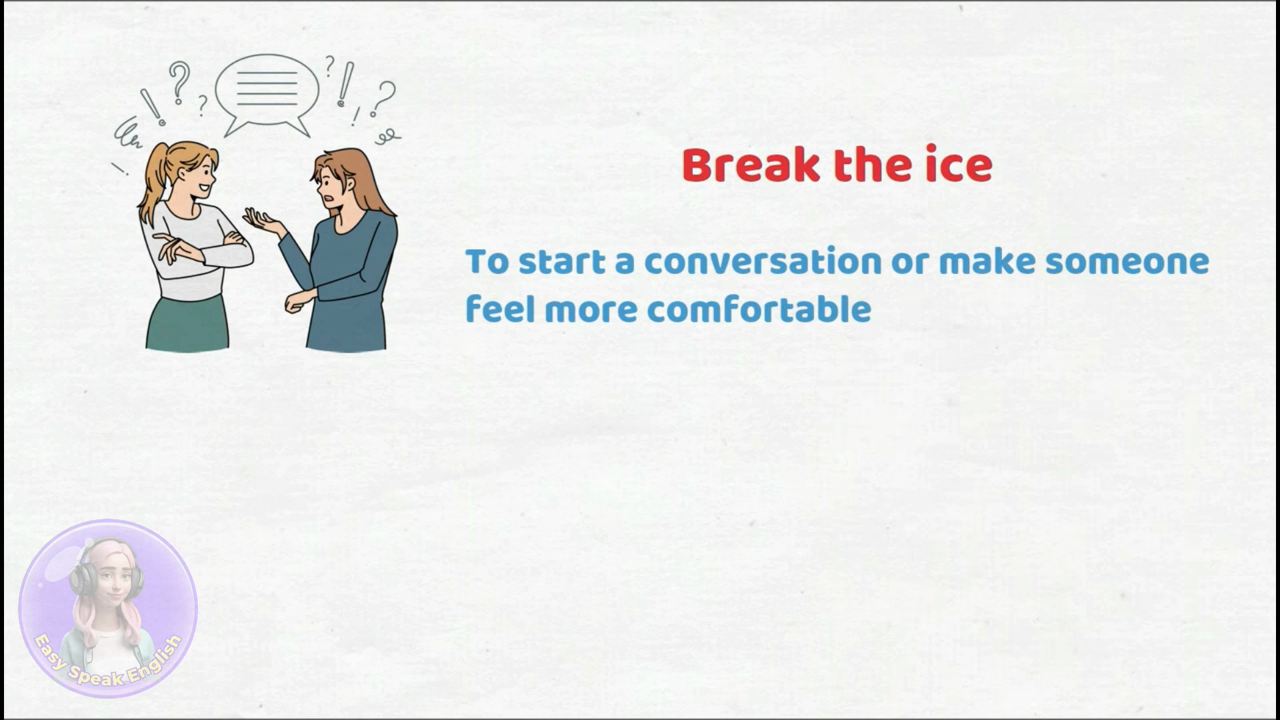 Break the ice
To start a conversation or make someone
feel more comfortable
Easy Speak English